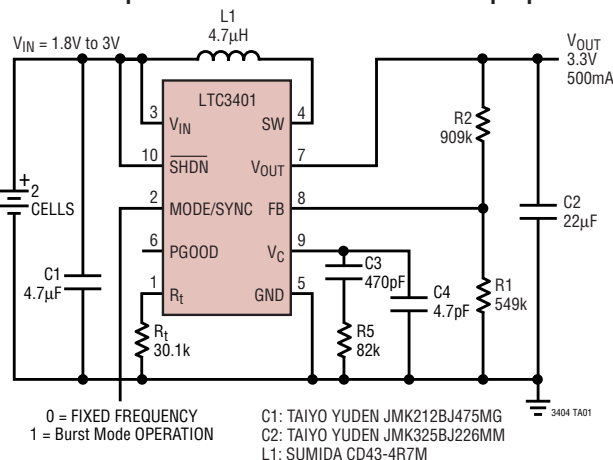 L1
4.7µH
VIN = 1.8V to 3V
VOUT
3.3V
500mA
LTC3401
3
VIN
SW
4
10
SHDN
VOUT
7
2
MODE/SYNC
FB
8
6
PGOOD
VC
9
1
Rt
GND
5
+
2
CELLS
C1
4.7µF
Rt
30.1k
C3
470pF
R5
82k
C4
4.7pF
R2
909k
R1
549k
C2
22µF
0 = FIXED FREQUENCY
1 = Burst Mode OPERATION
C1: TAIYO YUDEN JMK212BJ475MG
C2: TAIYO YUDEN JMK325BJ226MM
L1: SUMIDA CD43-4R7M
3404 TA01